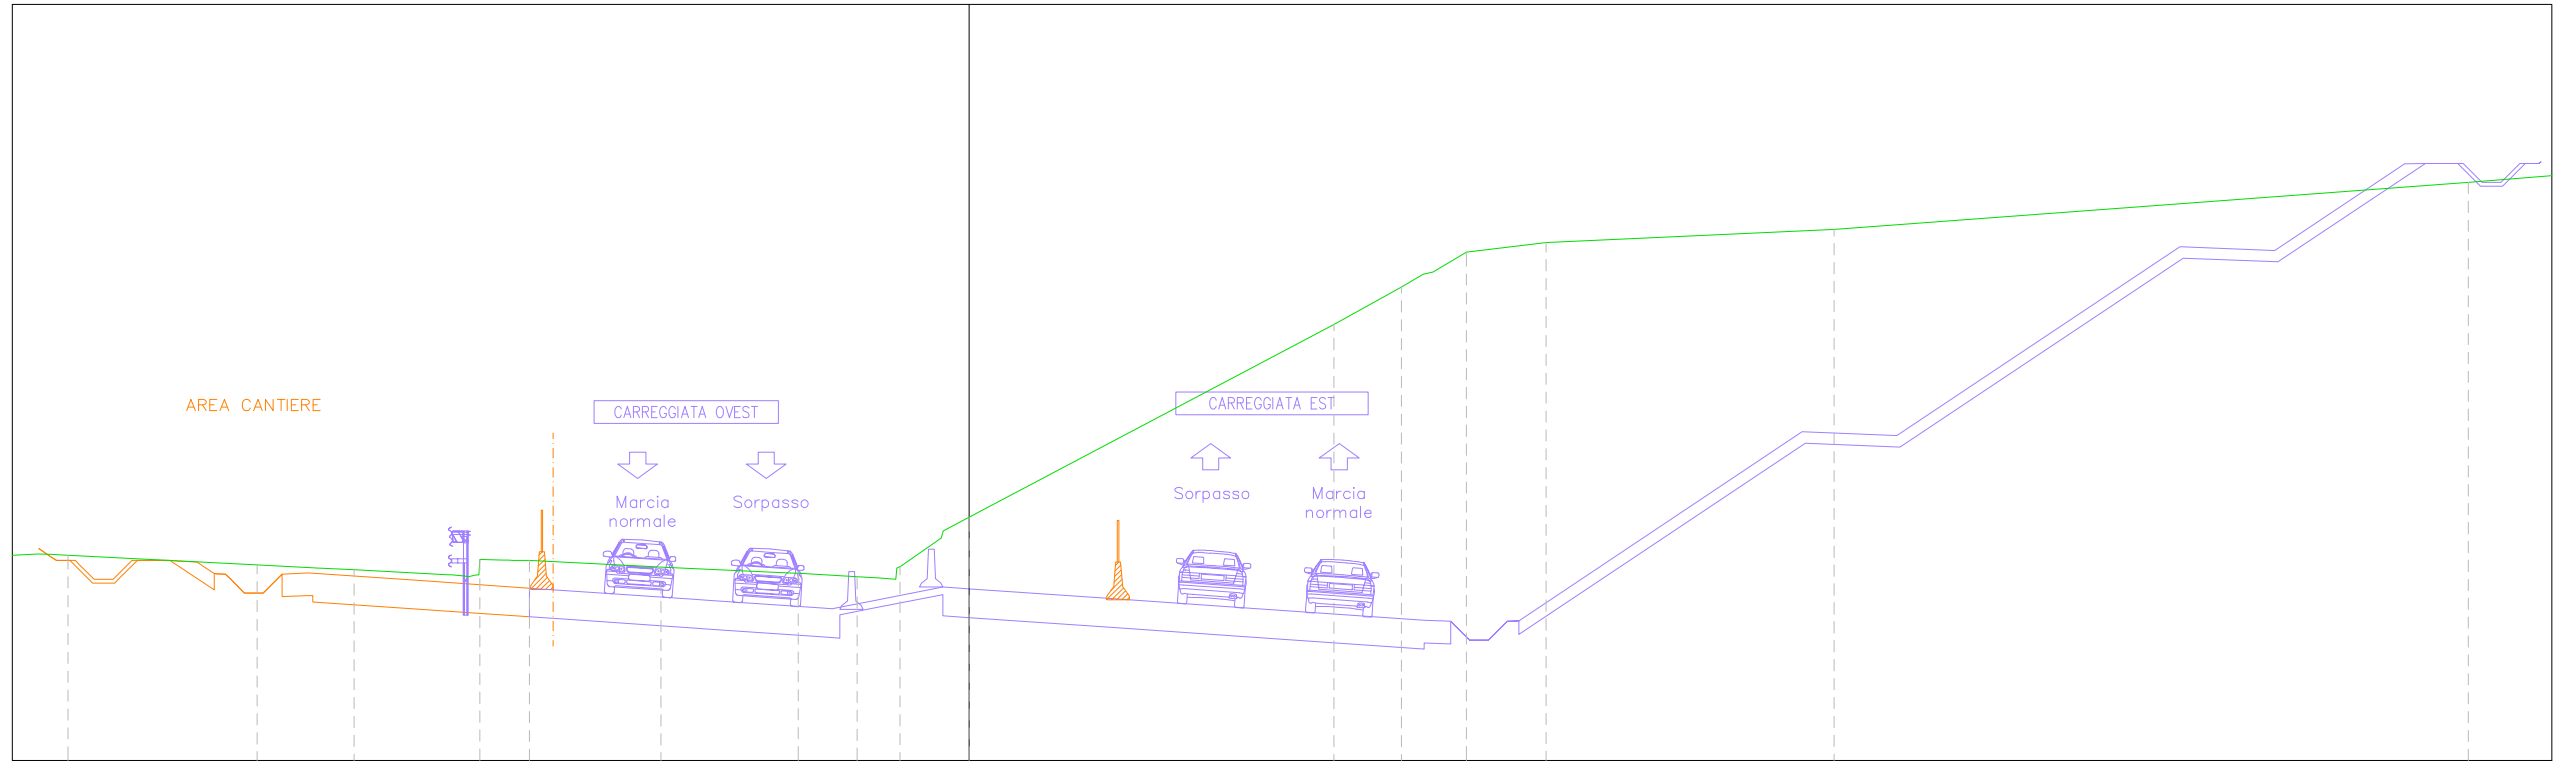 AREA CANTIERE
CARREGGIATA OVEST
Marcia
normale
Sorpasso
CARREGGIATA EST
Sorpasso
Marcia
normale